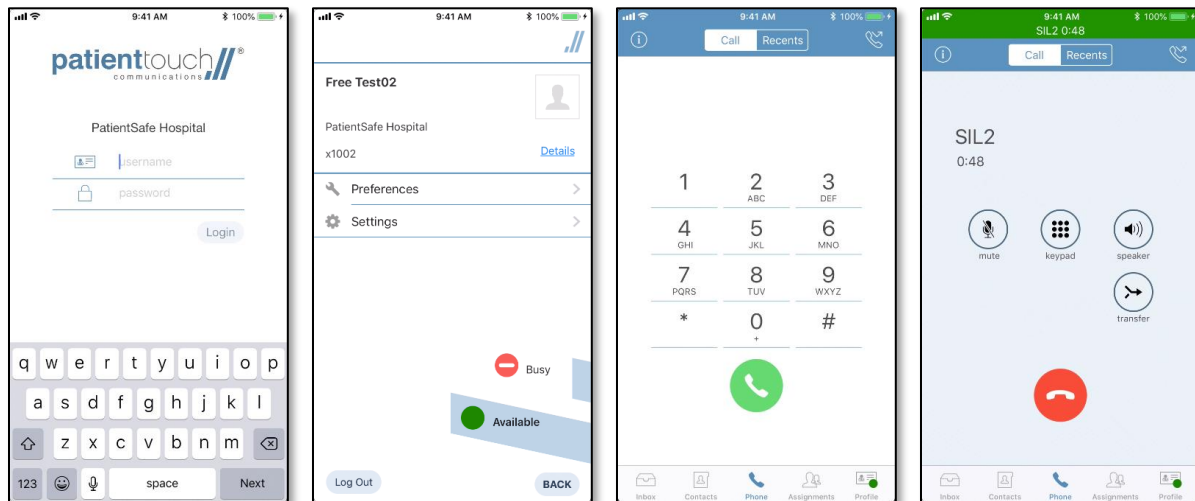 9:41 AM 100%
patienttouch®
communications
PatientSafe Hospital
username
password
Login
q w e r t y u i o p
a s d f g h j k l
z x c v b n m
123 space Next
9:41 AM 100%
Free Test02
PatientSafe Hospital
x1002 Details
Preferences
Settings
Busy
Available
Log Out BACK
9:41 AM 100%
Call Recents
1 2 3
ABC DEF
4 5 6
GHI JKL MNO
7 8 9
PQRS TUV WXYZ
* 0 #
+
Inbox Contacts Phone Assignments Profile
9:41 AM 100%
SIL2 0:48
Call Recents
SIL2
0:48
mute keypad speaker
transfer
Inbox Contacts Phone Assignments Profile